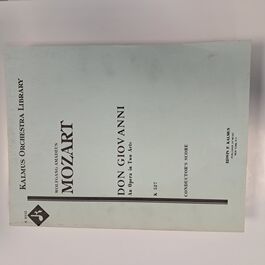 KALMUS ORCHESTRA LIBRARY
WOLFGANG AMADEUS
MOZART
DON GIOVANNI
An Opera in Two Acts
K 527
CONDUCTOR'S SCORE
EDWIN F. KALMUS